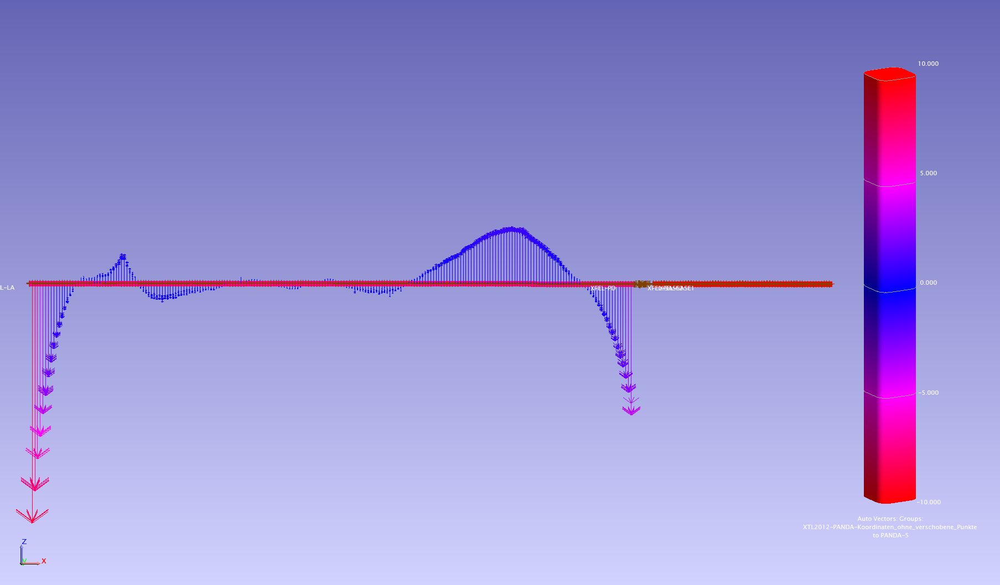 10.000
5.000
0.000
-5.000
-10.000
L-LA
XFEL-PD
Auto Vectors: Groups:
XTL2012-PANDA-Koordinaten_ohne_verschobene_Punkte
to PANDA-5
Z
Y
X